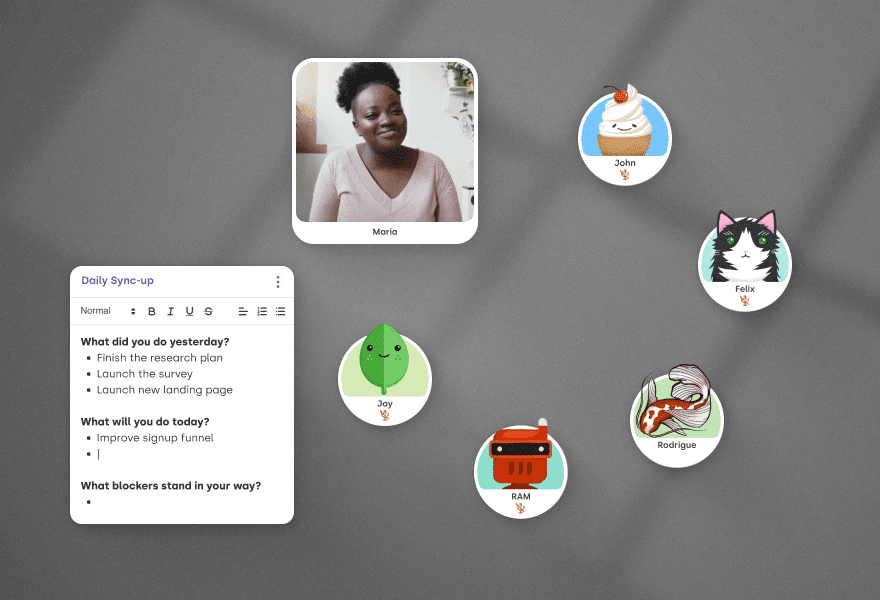 Maria
John
Felix
Daily Sync-up
Normal B I U S
What did you do yesterday?
• Finish the research plan
• Launch the survey
• Launch new landing page
What will you do today?
• Improve signup funnel
•
What blockers stand in your way?
•
Joy
Rodrigue
RAM